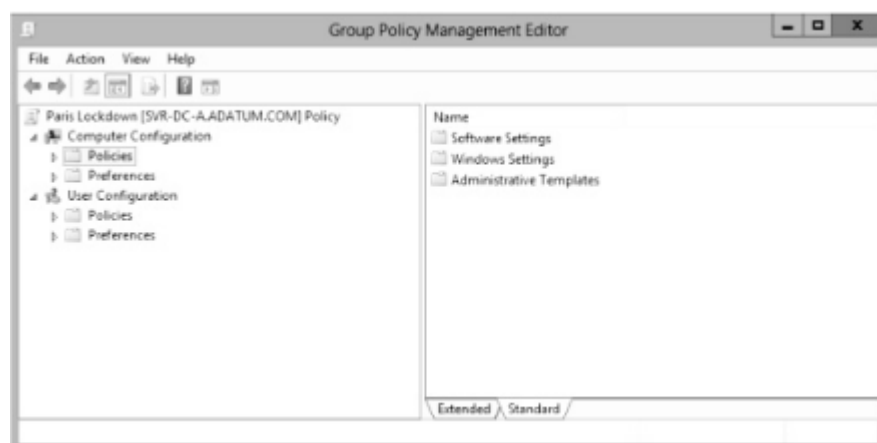 Group Policy Management Editor
File Action View Help
Paris Lockdown [SVR-DC-A.ADATUM.COM] Policy
Computer Configuration
Policies
Preferences
User Configuration
Policies
Preferences
Name
Software Settings
Windows Settings
Administrative Templates
Extended Standard